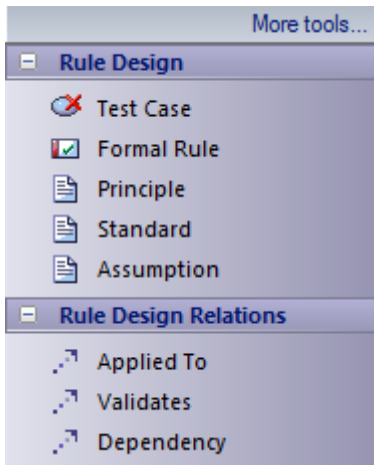 More tools...
Rule Design
Test Case
Formal Rule
Principle
Standard
Assumption
Rule Design Relations
Applied To
Validates
Dependency